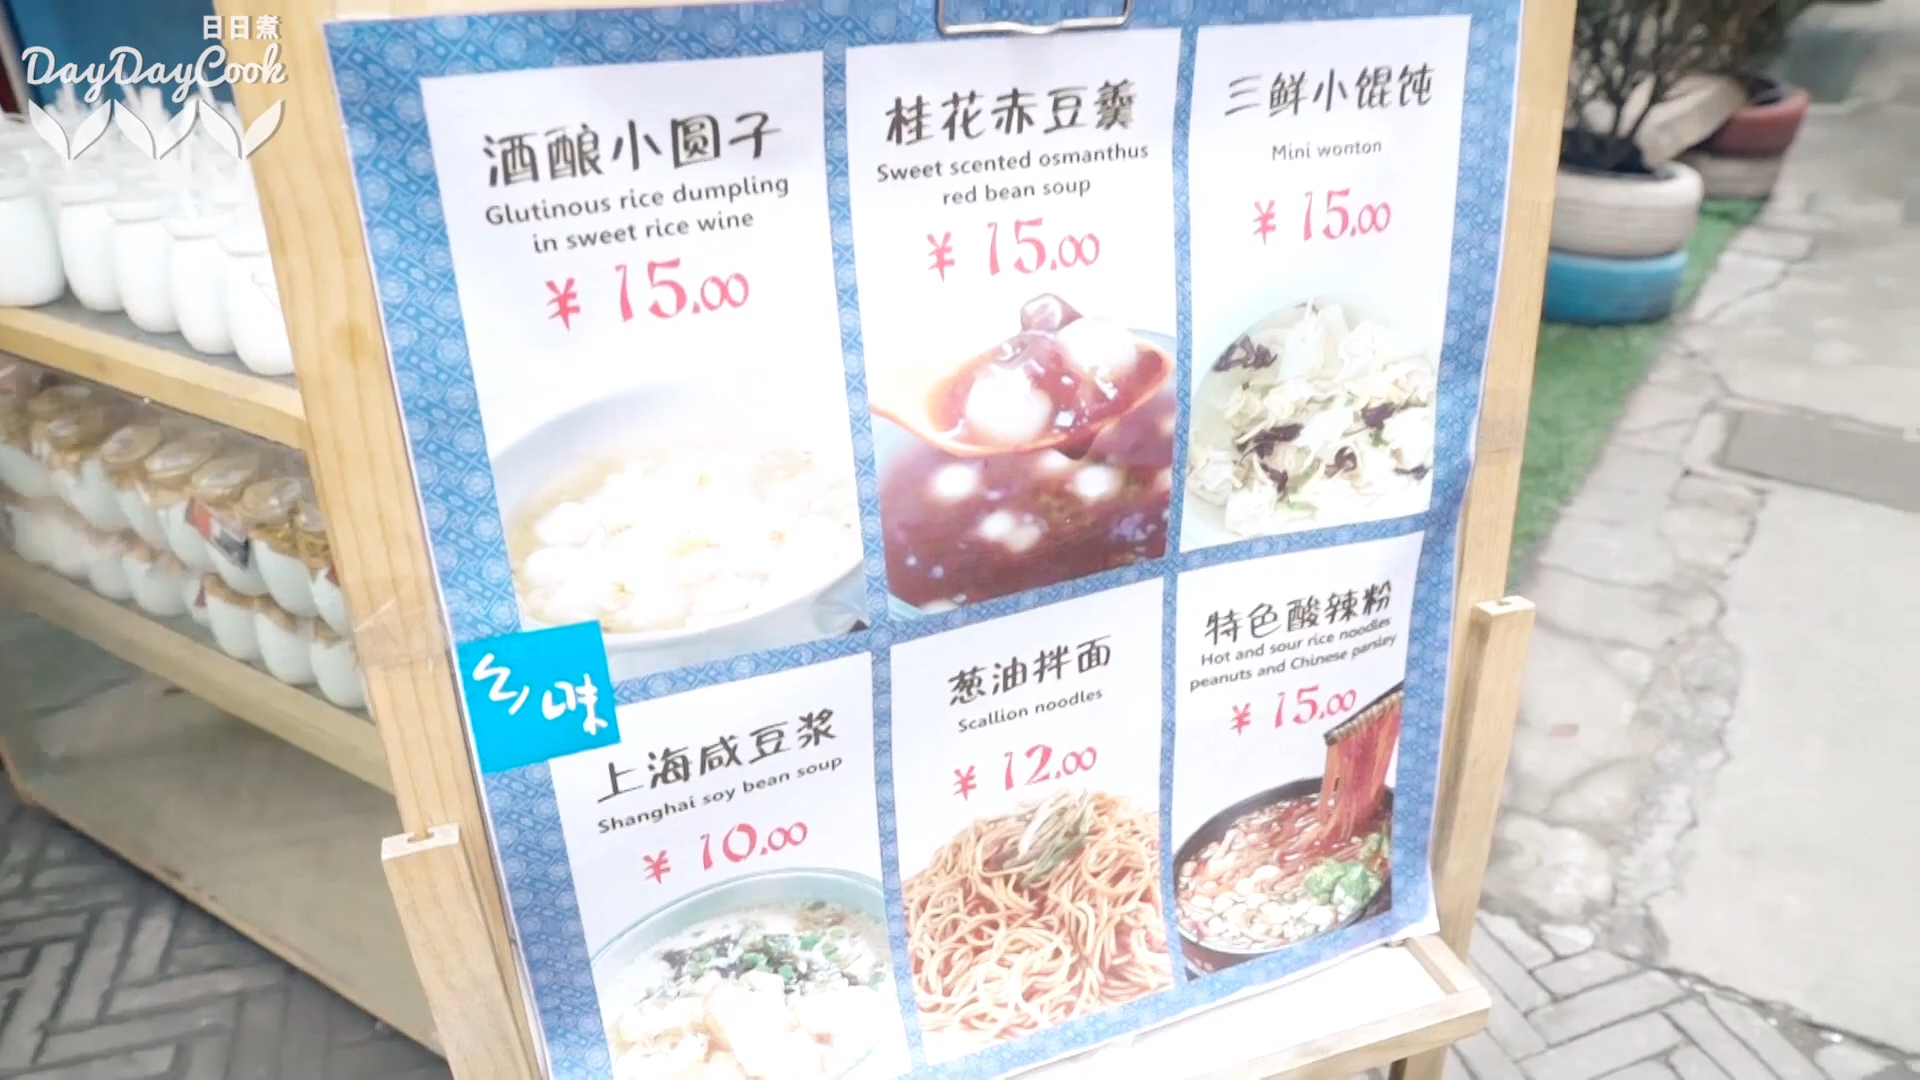 日日煮
DayDayCook
酒酿小圆子
Glutinous rice dumpling
in sweet rice wine
¥ 15.00
桂花赤豆羹
Sweet scented osmanthus
red bean soup
¥ 15.00
三鲜小馄饨
Mini wonton
¥ 15.00
乡味
上海咸豆浆
Shanghai soy bean soup
¥ 10.00
葱油拌面
Scallion noodles
¥ 12.00
特色酸辣粉
Hot and sour rice noodles
peanuts and Chinese parsley
¥ 15.00